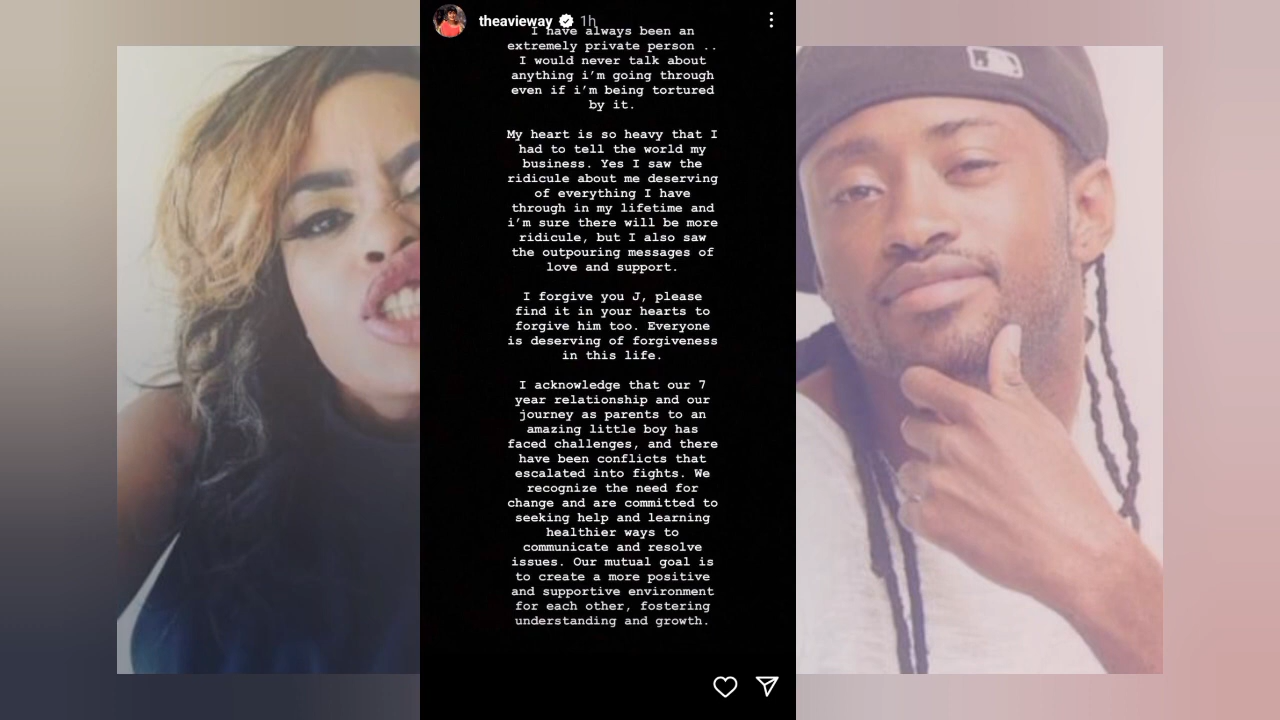 theavieway 1h
I have always been an
extremely private person ..
I would never talk about
anything i’m going through
even if i’m being tortured
by it.
My heart is so heavy that I
had to tell the world my
business. Yes I saw the
ridicule about me deserving
of everything I have
through in my lifetime and
i’m sure there will be more
ridicule, but I also saw
the outpouring messages of
love and support.
I forgive you J, please
find it in your hearts to
forgive him too. Everyone
is deserving of forgiveness
in this life.
I acknowledge that our 7
year relationship and our
journey as parents to an
amazing little boy has
faced challenges, and there
have been conflicts that
escalated into fights. We
recognize the need for
change and are committed to
seeking help and learning
healthier ways to
communicate and resolve
issues. Our mutual goal is
to create a more positive
and supportive environment
for each other, fostering
understanding and growth.